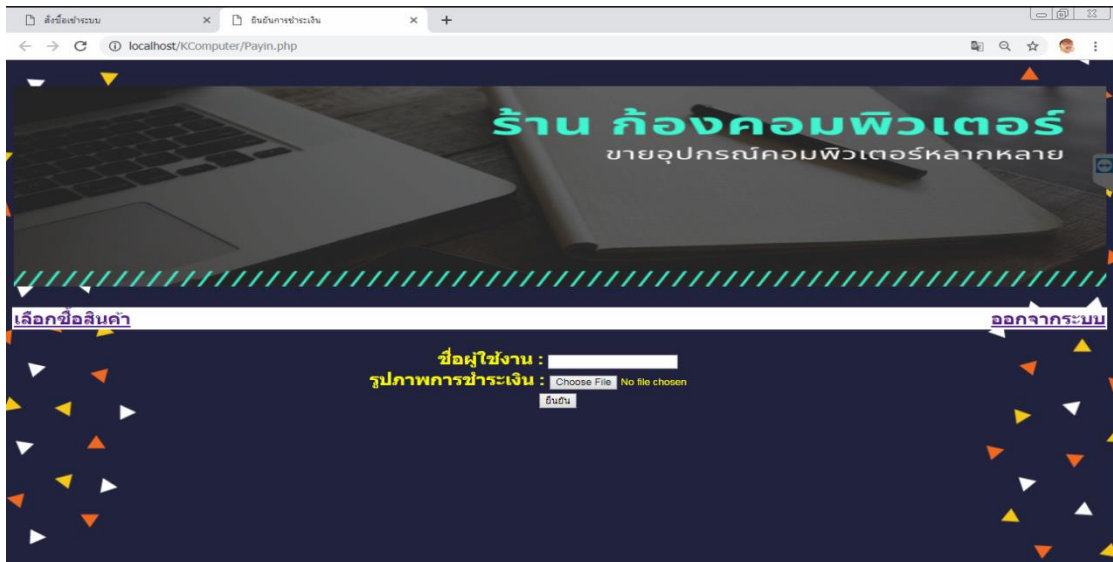 สั่งซื้อเช่าระบบ
ยืนยันการชำระเงิน
localhost/KComputer/Payin.php
ร้าน ก้องคอมพิวเตอร์
ขายอุปกรณ์คอมพิวเตอร์หลากหลาย
เลือกซื้อสินค้า
ออกจากระบบ
ชื่อผู้ใช้งาน :
รูปภาพการชำระเงิน : Choose File No file chosen
ยืนยัน